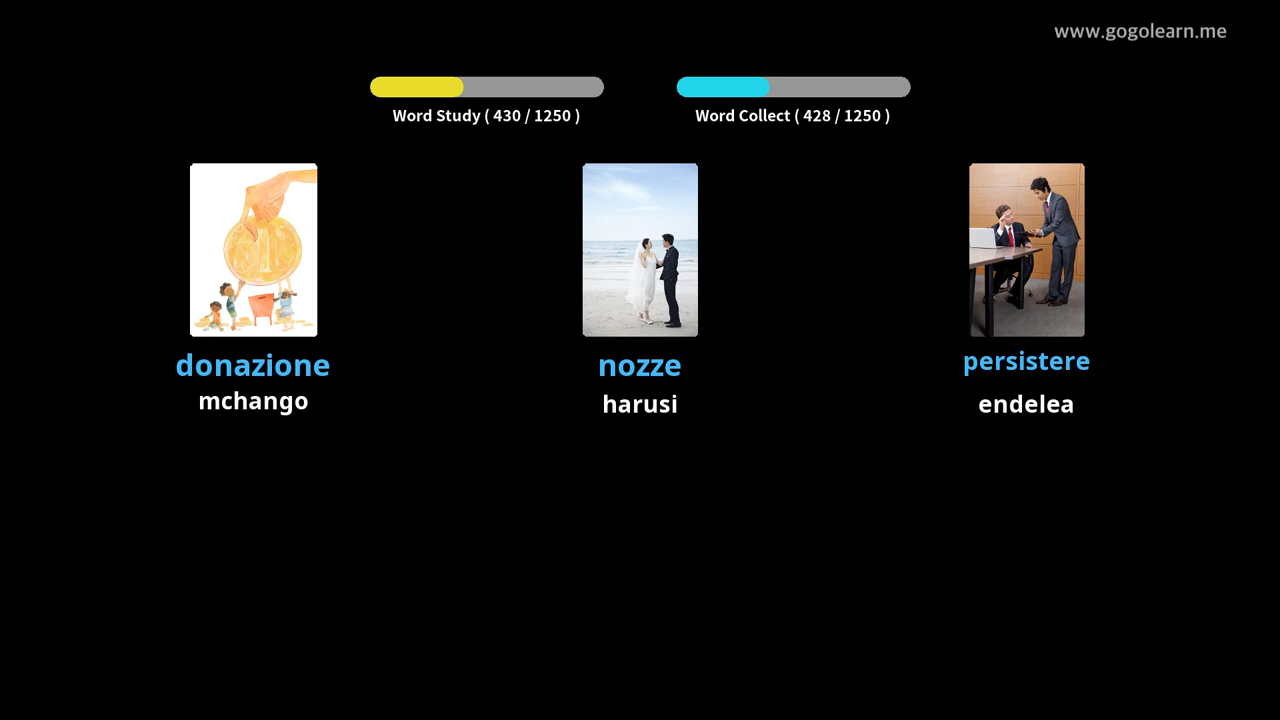 www.gogolearn.me
Word Study ( 430 / 1250 )
Word Collect ( 428 / 1250 )
donazione
mchango
nozze
harusi
persistere
endelea